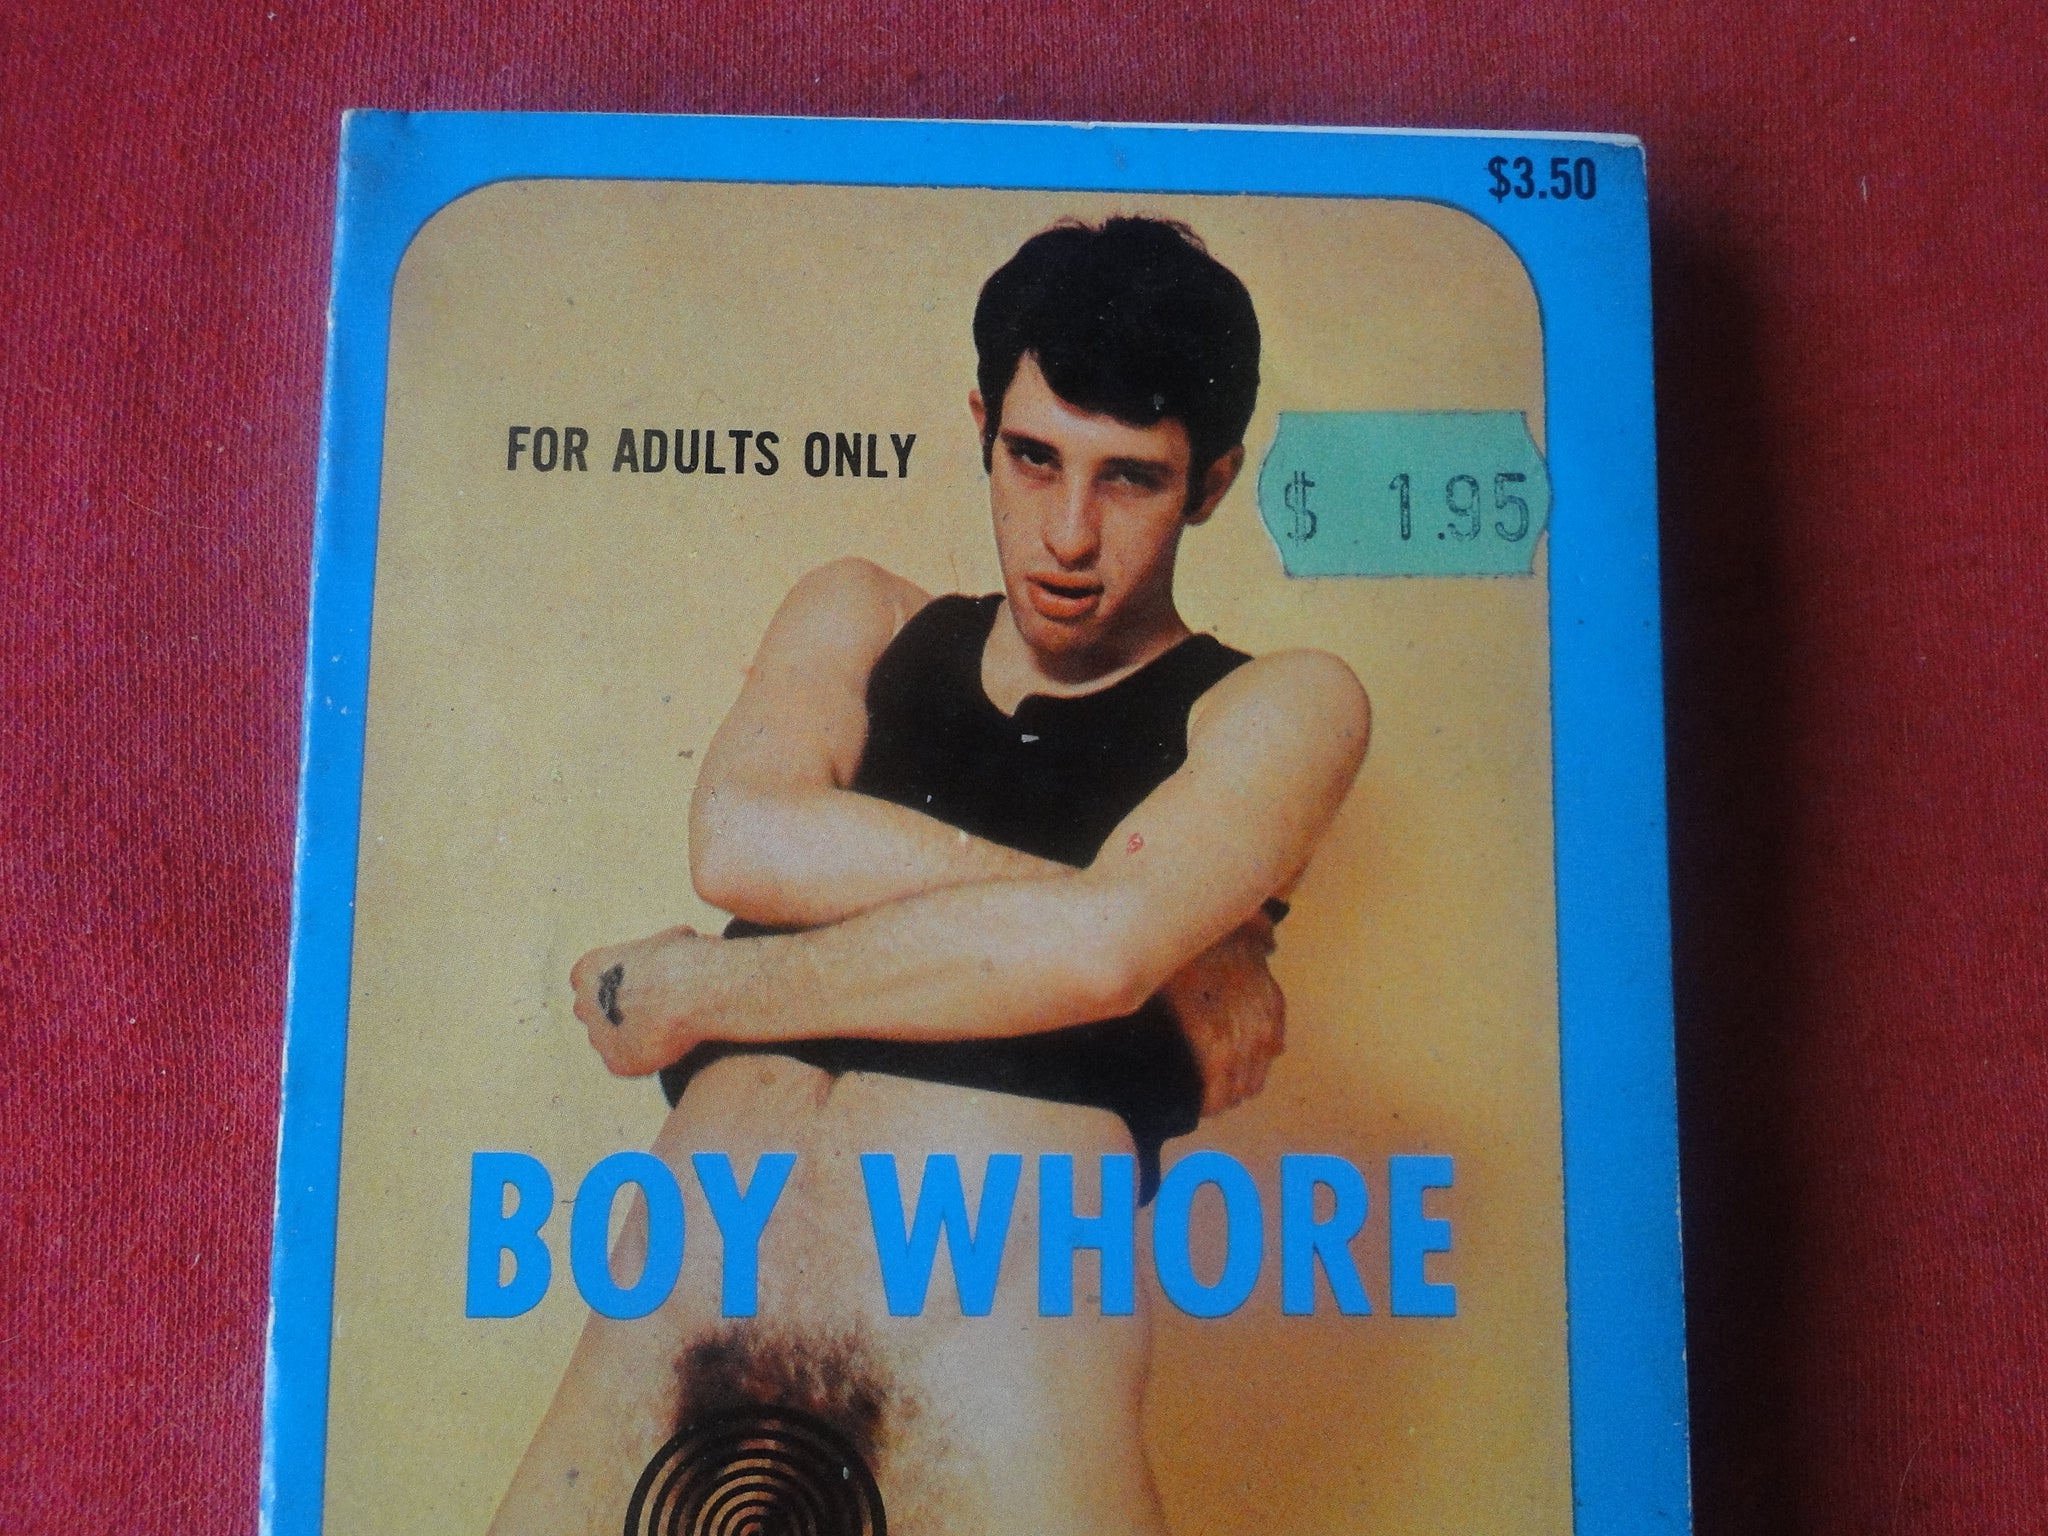 $3.50
FOR ADULTS ONLY
$ 1.95
BOY WHORE